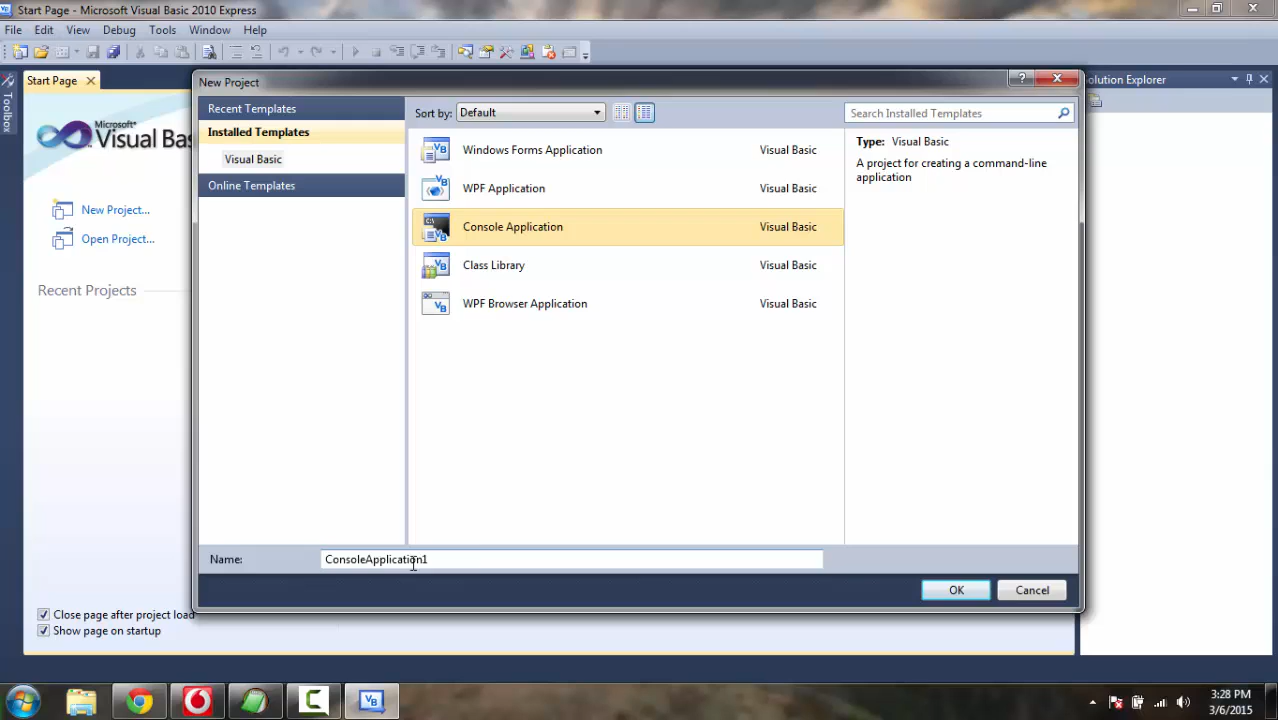 Start Page - Microsoft Visual Basic 2010 Express
File Edit View Debug Tools Window Help
Start Page
Toolbox
Microsoft®
Visual Bas
New Project...
Open Project...
Recent Projects
Close page after project load
Show page on startup
New Project
Recent Templates
Installed Templates
Visual Basic
Online Templates
Sort by: Default
Search Installed Templates
Windows Forms Application Visual Basic
WPF Application Visual Basic
Console Application Visual Basic
Class Library Visual Basic
WPF Browser Application Visual Basic
Type: Visual Basic
A project for creating a command-line
application
Name: ConsoleApplication1
OK Cancel
olution Explorer
3:28 PM
3/6/2015